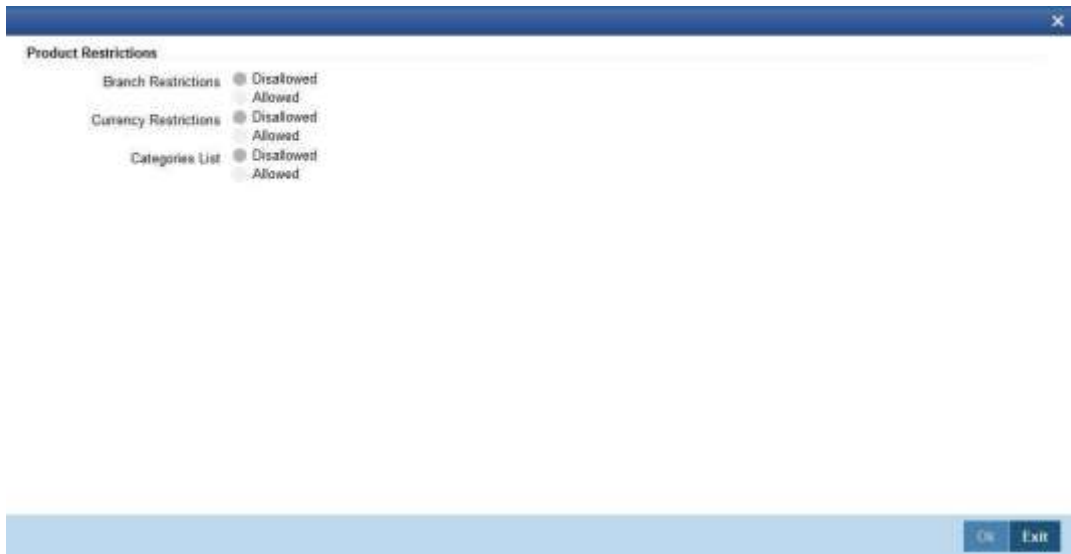 Product Restrictions
Branch Restrictions Disallowed
Allowed
Currency Restrictions Disallowed
Allowed
Categories List Disallowed
Allowed
Ok Exit